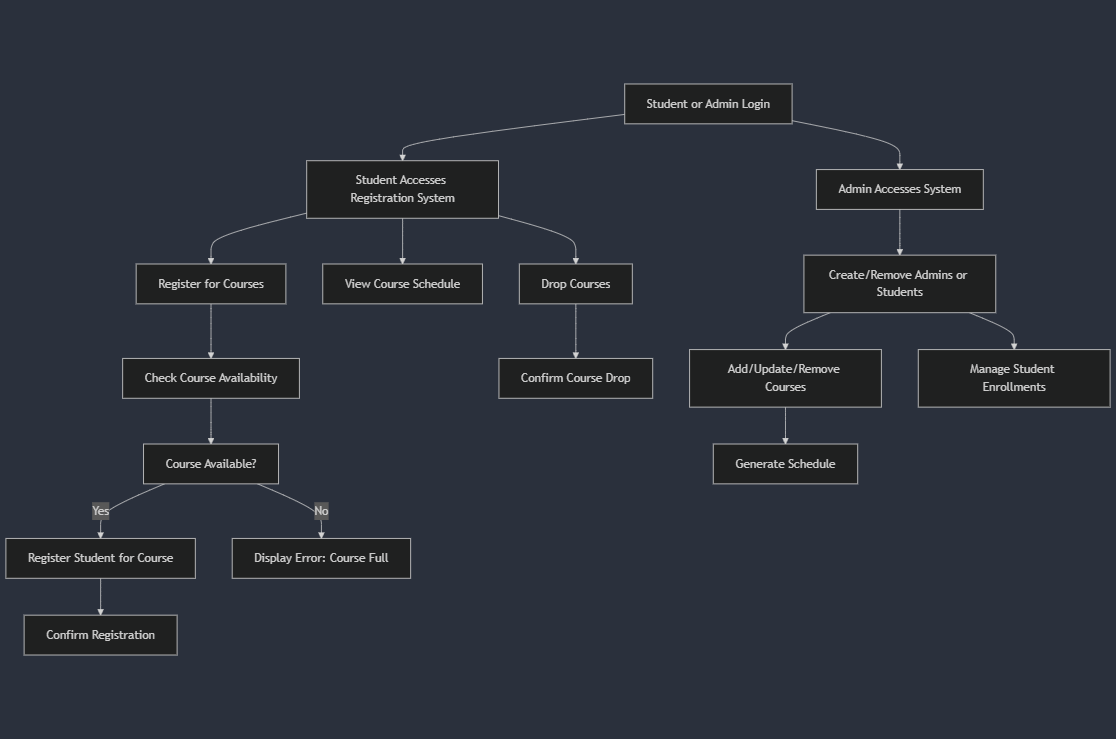 Student or Admin Login
Student Accesses
Registration System
Admin Accesses System
Register for Courses
View Course Schedule
Drop Courses
Create/Remove Admins or
Students
Check Course Availability
Confirm Course Drop
Add/Update/Remove
Courses
Manage Student
Enrollments
Course Available?
Generate Schedule
Yes
No
Register Student for Course
Display Error: Course Full
Confirm Registration